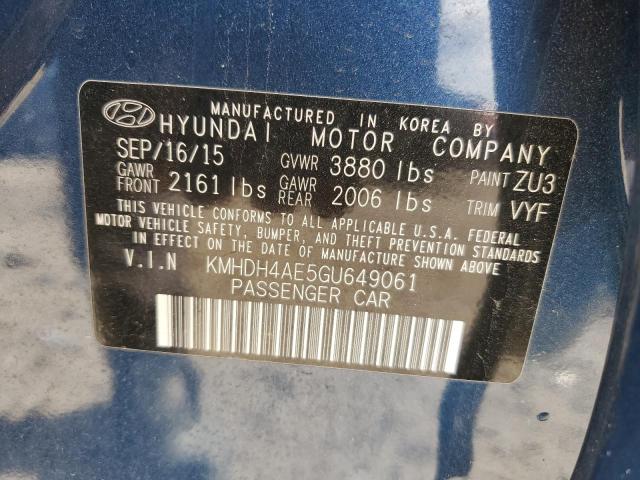 MANUFACTURED IN KOREA BY
HYUNDAI MOTOR COMPANY
SEP/16/15 GVWR 3880 lbs PAINT ZU3
GAWR FRONT 2161 lbs GAWR REAR 2006 lbs TRIM VYF
THIS VEHICLE CONFORMS TO ALL APPLICABLE U.S.A. FEDERAL
MOTOR VEHICLE SAFETY, BUMPER, AND THEFT PREVENTION STANDARDS
IN EFFECT ON THE DATE OF MANUFACTURE SHOWN ABOVE.
V.I.N KMHDH4AE5GU649061
PASSENGER CAR